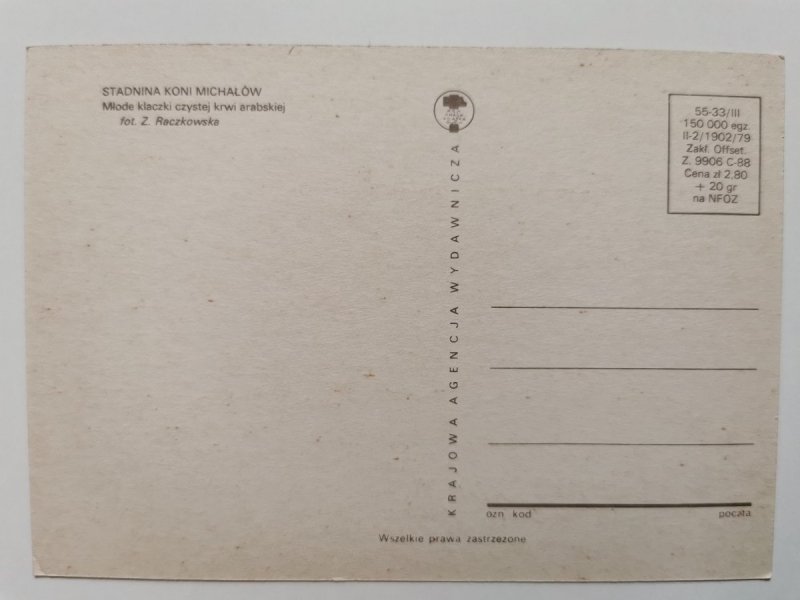 STADNINA KONI MICHAŁÓW
Młode klaczki czystej krwi arabskiej
fot. Z. Raczkowska
KRAJOWA AGENCJA WYDAWNICZA
55-33/III
150 000 egz
II-2/1902/79
Zakł. Offset.
Z. 9906 C-88
Cena zł 2,80
+ 20 gr
na NFOZ
ozn kod
poczta
Wszelkie prawa zastrzeżone